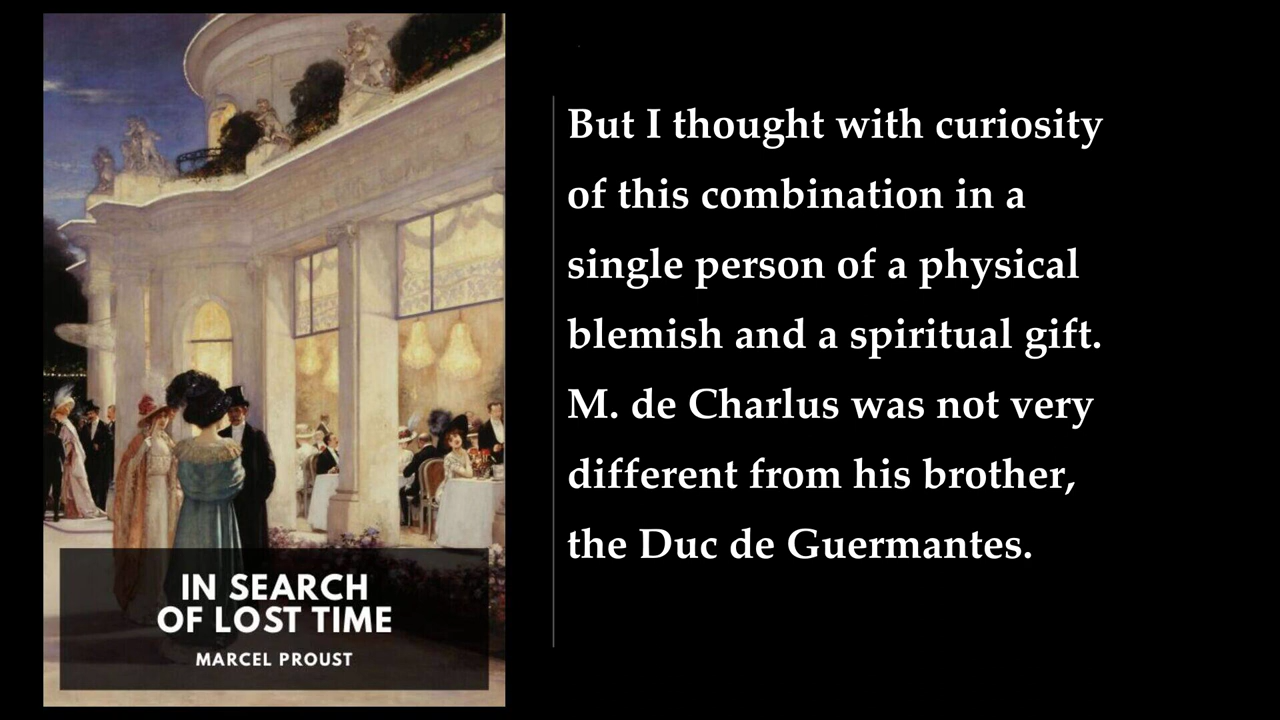 IN SEARCH
OF LOST TIME
MARCEL PROUST
But I thought with curiosity
of this combination in a
single person of a physical
blemish and a spiritual gift.
M. de Charlus was not very
different from his brother,
the Duc de Guermantes.